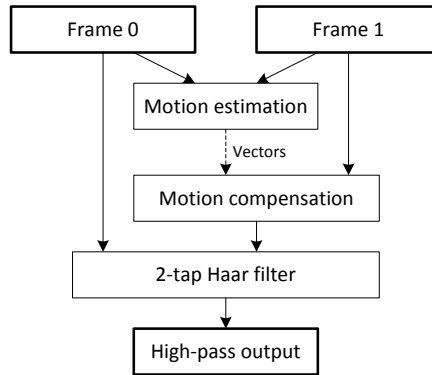 Frame 0
Frame 1
Motion estimation
Vectors
Motion compensation
2-tap Haar filter
High-pass output